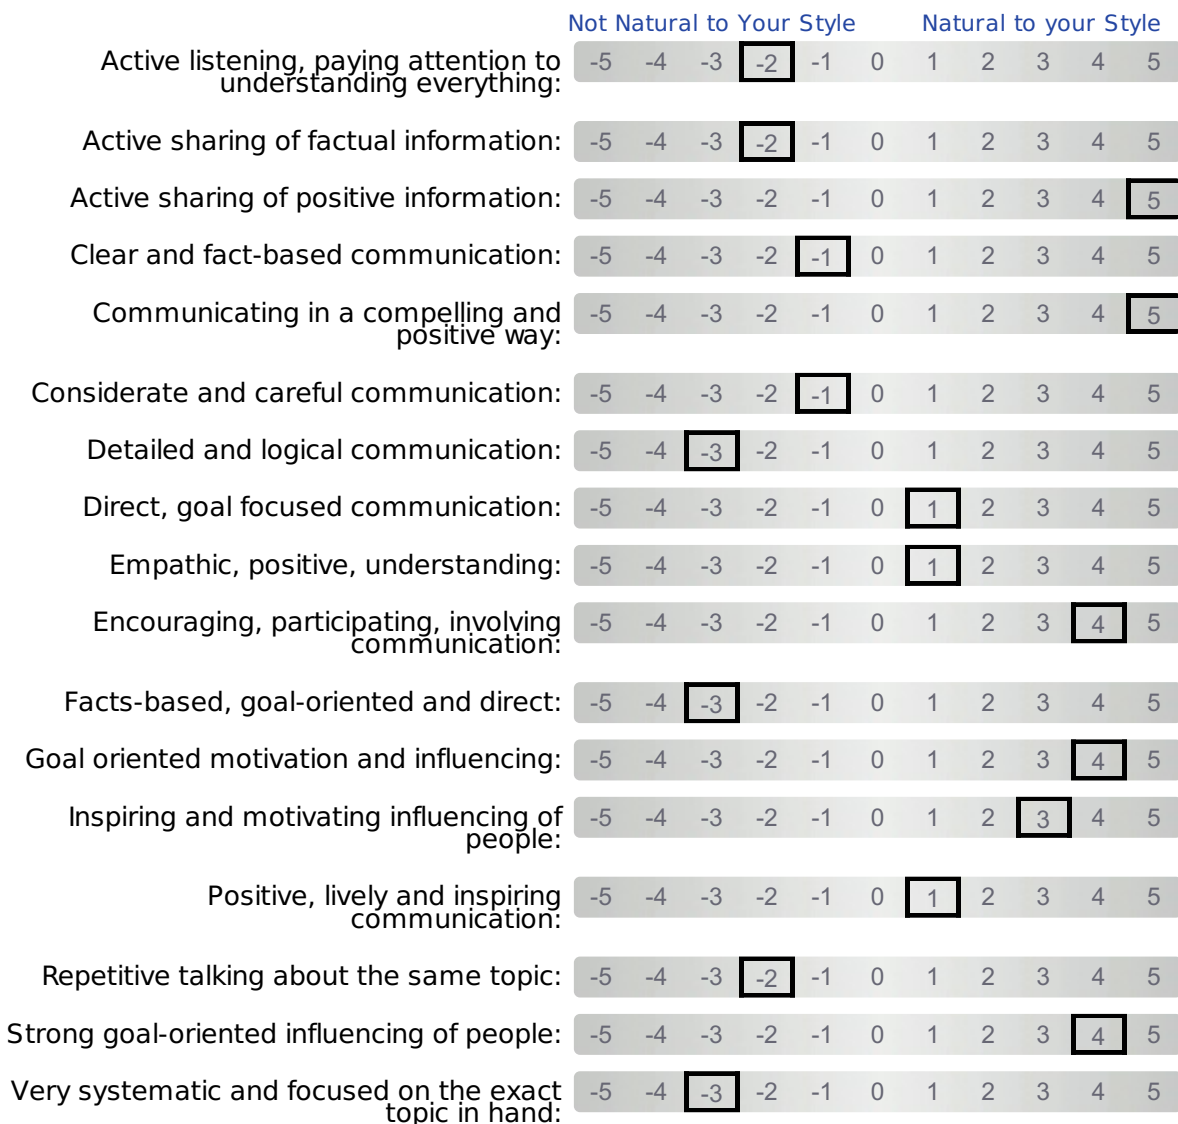 Not Natural to Your Style Natural to your Style
Active listening, paying attention to
understanding everything:
-5 -4 -3 -2 -1 0 1 2 3 4 5
Active sharing of factual information: -5 -4 -3 -2 -1 0 1 2 3 4 5
Active sharing of positive information: -5 -4 -3 -2 -1 0 1 2 3 4 5
Clear and fact-based communication: -5 -4 -3 -2 -1 0 1 2 3 4 5
Communicating in a compelling and
positive way:
-5 -4 -3 -2 -1 0 1 2 3 4 5
Considerate and careful communication: -5 -4 -3 -2 -1 0 1 2 3 4 5
Detailed and logical communication: -5 -4 -3 -2 -1 0 1 2 3 4 5
Direct, goal focused communication: -5 -4 -3 -2 -1 0 1 2 3 4 5
Empathic, positive, understanding: -5 -4 -3 -2 -1 0 1 2 3 4 5
Encouraging, participating, involving
communication:
-5 -4 -3 -2 -1 0 1 2 3 4 5
Facts-based, goal-oriented and direct: -5 -4 -3 -2 -1 0 1 2 3 4 5
Goal oriented motivation and influencing: -5 -4 -3 -2 -1 0 1 2 3 4 5
Inspiring and motivating influencing of
people:
-5 -4 -3 -2 -1 0 1 2 3 4 5
Positive, lively and inspiring
communication:
-5 -4 -3 -2 -1 0 1 2 3 4 5
Repetitive talking about the same topic: -5 -4 -3 -2 -1 0 1 2 3 4 5
Strong goal-oriented influencing of people: -5 -4 -3 -2 -1 0 1 2 3 4 5
Very systematic and focused on the exact
topic in hand:
-5 -4 -3 -2 -1 0 1 2 3 4 5